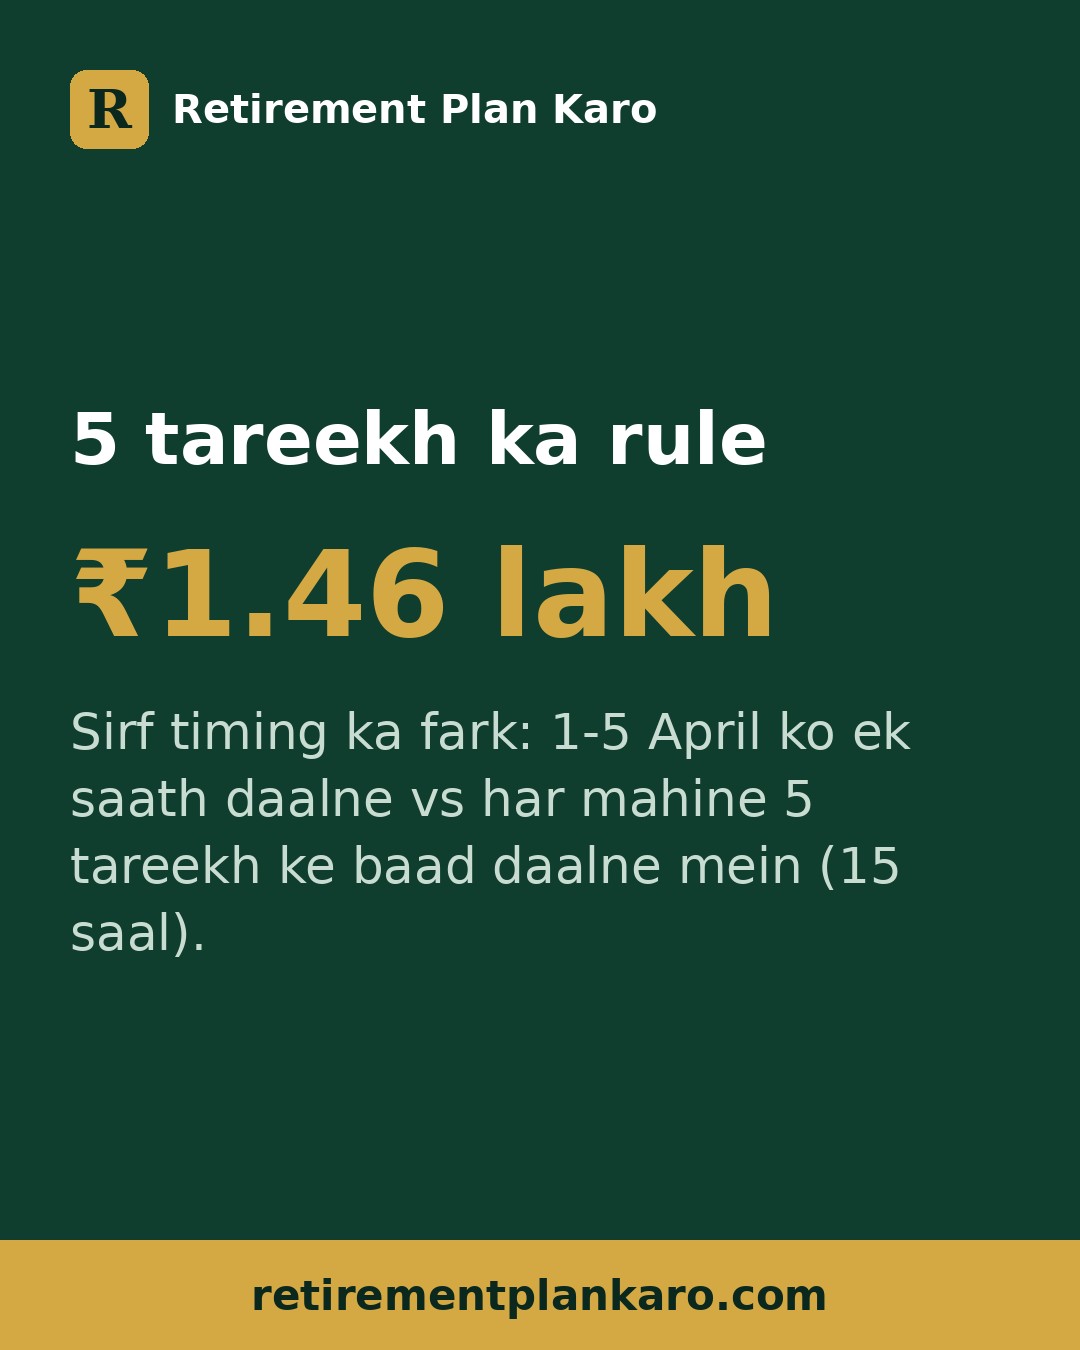 R
Retirement Plan Karo
5 tareekh ka rule
₹1.46 lakh
Sirf timing ka fark: 1-5 April ko ek
saath daalne vs har mahine 5
tareekh ke baad daalne mein (15
saal).
retirementplankaro.com